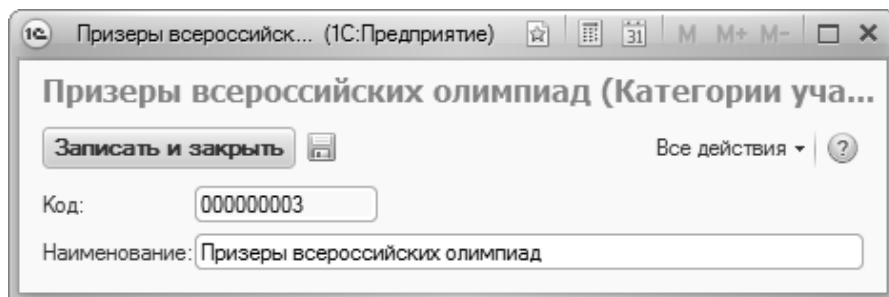 1С Призеры всероссийск... (1С:Предприятие) 31 M M+ M-
Призеры всероссийских олимпиад (Категории уча...
Записать и закрыть Все действия ?
Код: 000000003
Наименование: Призеры всероссийских олимпиад